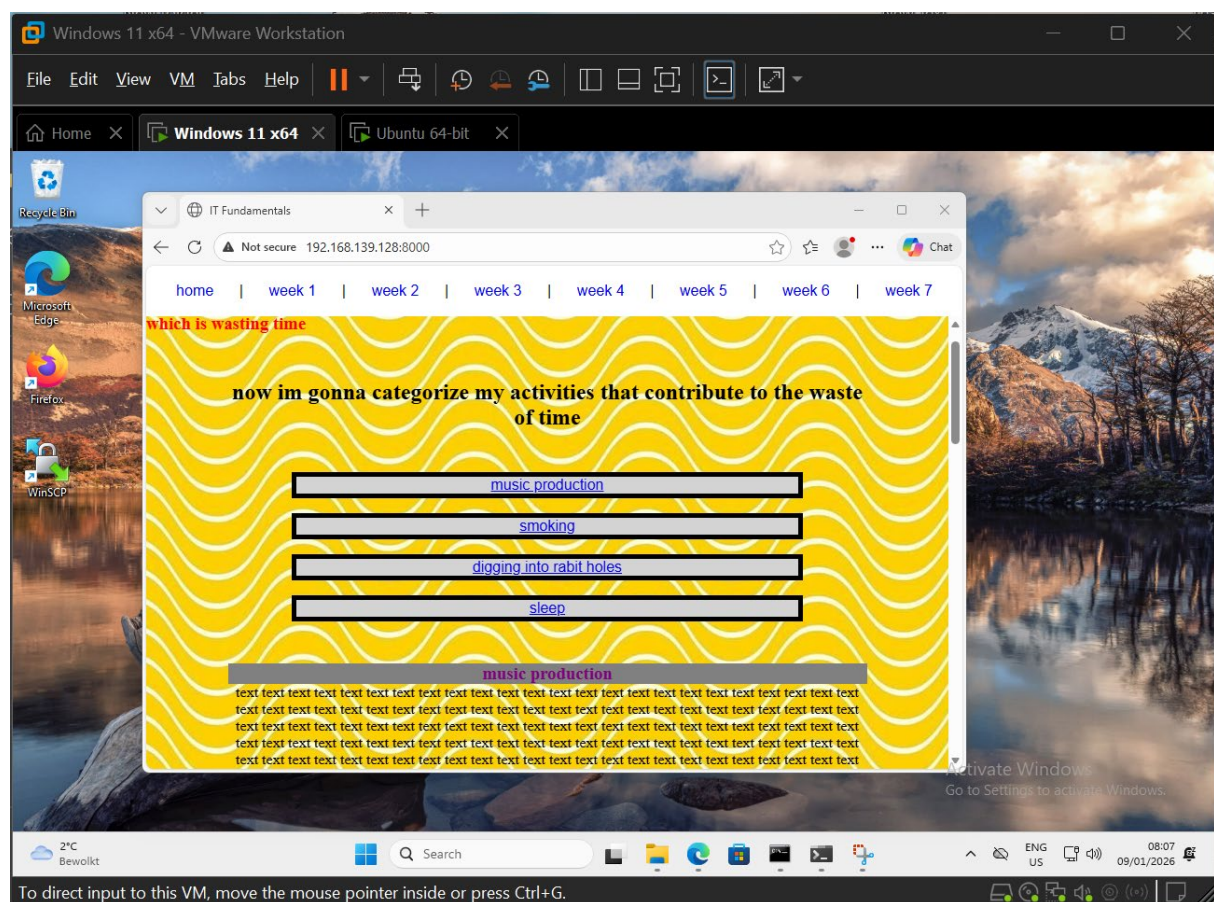 Windows 11 x64 - VMware Workstation
File Edit View VM Tabs Help
Home Windows 11 x64 Ubuntu 64-bit
Recycle Bin
Microsoft Edge
Firefox
WinSCP
IT Fundamentals
Not secure 192.168.139.128:8000 Chat
home | week 1 | week 2 | week 3 | week 4 | week 5 | week 6 | week 7
which is wasting time
now im gonna categorize my activities that contribute to the waste
of time
music production
smoking
digging into rabit holes
sleep
music production
text text text text text text text text text text text text text text text text text text text text text text text text
text text text text text text text text text text text text text text text text text text text text text text text text
text text text text text text text text text text text text text text text text text text text text text text text text
text text text text text text text text text text text text text text text text text text text text text text text text
text text text text text text text text text text text text text text text text text text text text text text text text
Activate Windows
Go to Settings to activate Windows.
2°C
Bewolkt
Search
ENG
US
08:07
09/01/2026
To direct input to this VM, move the mouse pointer inside or press Ctrl+G.